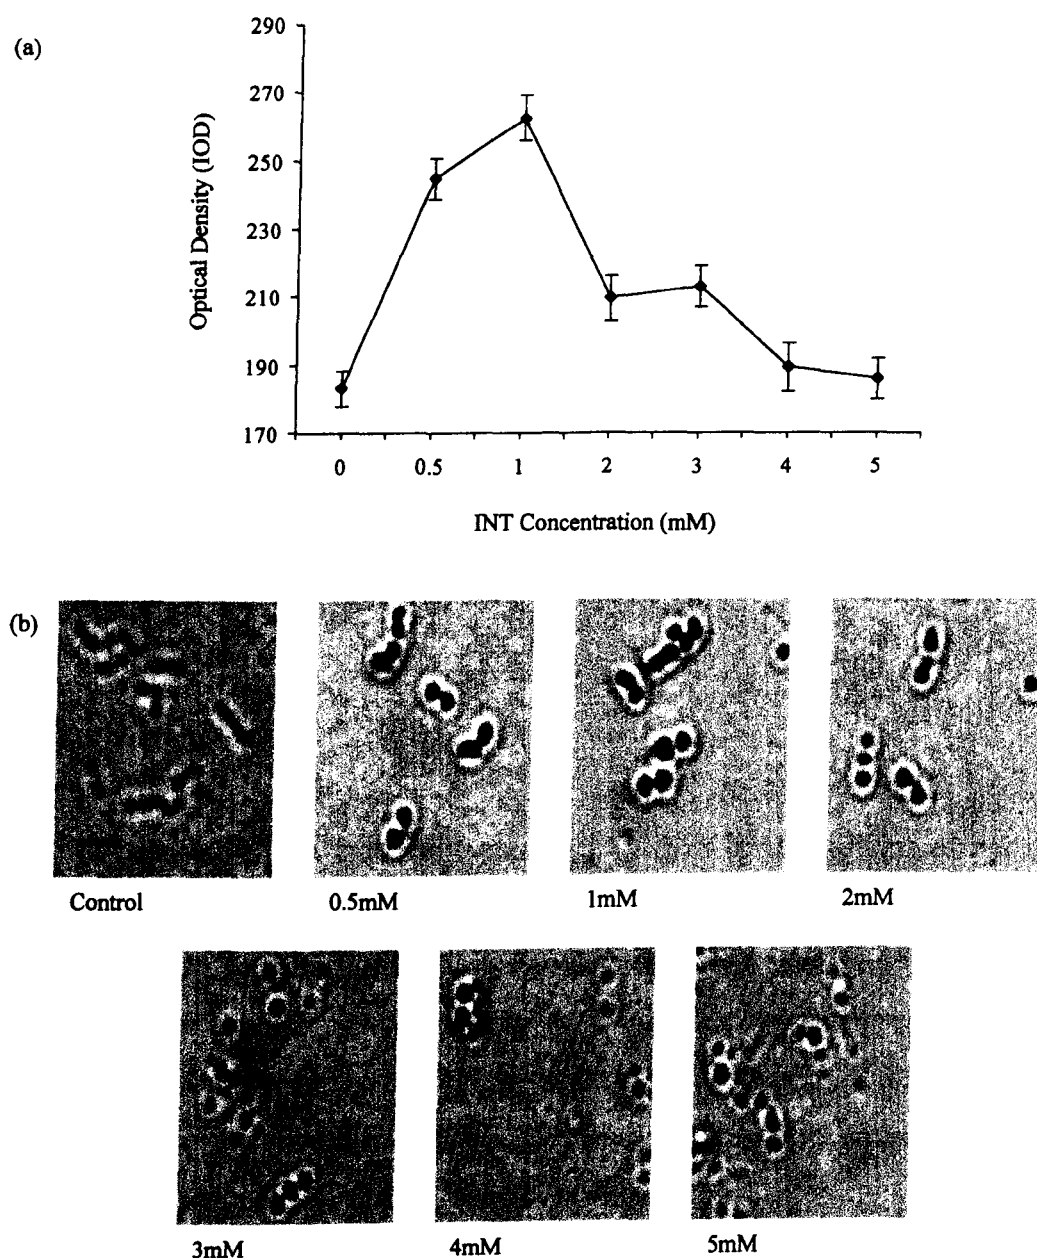 (a)
Optical Density (IOD)
290
270
250
230
210
190
170
0 0.5 1 2 3 4 5
INT Concentration (mM)
(b)
Control 0.5mM 1mM 2mM
3mM 4mM 5mM